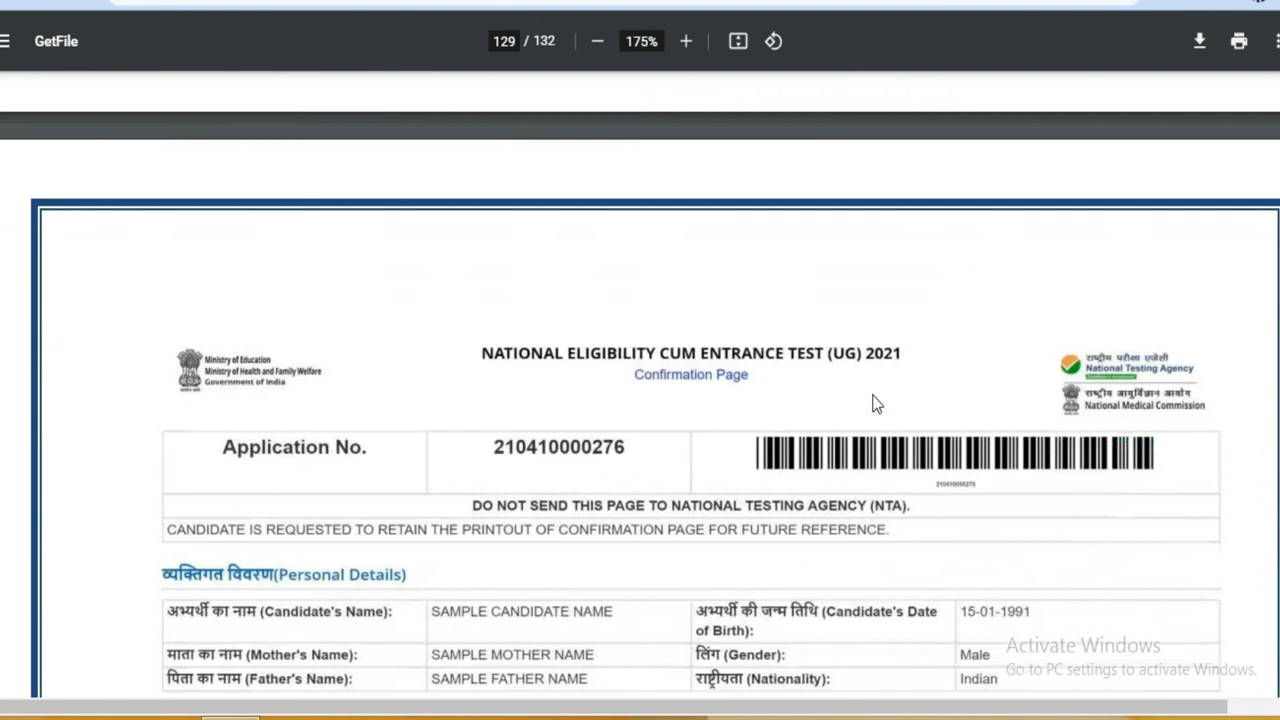 GetFile
129 / 132
175%
Ministry of Education
Ministry of Health and Family Welfare
Government of India
NATIONAL ELIGIBILITY CUM ENTRANCE TEST (UG) 2021
Confirmation Page
राष्ट्रीय परीक्षा एजेंसी
National Testing Agency
राष्ट्रीय आयुर्विज्ञान आयोग
National Medical Commission
Application No.
210410000276
210410000276
DO NOT SEND THIS PAGE TO NATIONAL TESTING AGENCY (NTA).
CANDIDATE IS REQUESTED TO RETAIN THE PRINTOUT OF CONFIRMATION PAGE FOR FUTURE REFERENCE.
व्यक्तिगत विवरण(Personal Details)
अभ्यर्थी का नाम (Candidate's Name): SAMPLE CANDIDATE NAME
अभ्यर्थी की जन्म तिथि (Candidate's Date
of Birth):
15-01-1991
माता का नाम (Mother's Name): SAMPLE MOTHER NAME
लिंग (Gender): Male
पिता का नाम (Father's Name): SAMPLE FATHER NAME
राष्ट्रीयता (Nationality): Indian
Activate Windows
Go to PC settings to activate Windows.